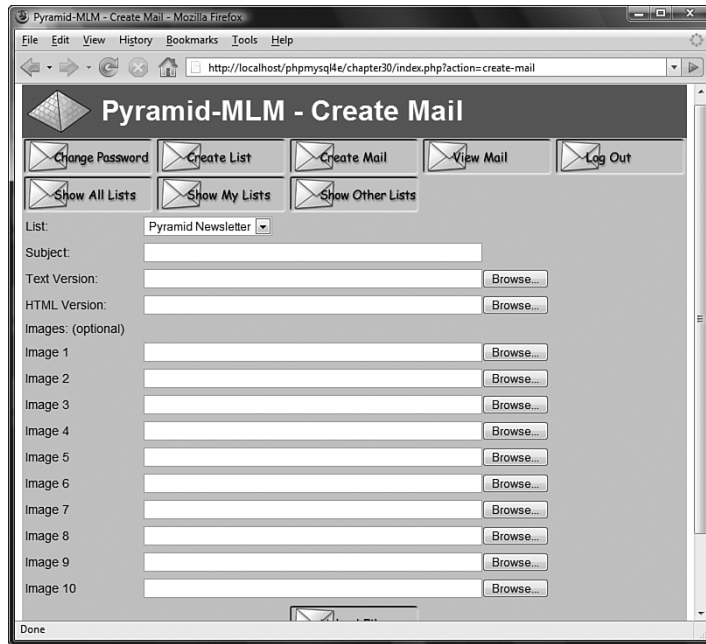 Pyramid-MLM - Create Mail - Mozilla Firefox
File Edit View History Bookmarks Tools Help
http://localhost/phpmysql4e/chapter30/index.php?action=create-mail
Pyramid-MLM - Create Mail
Change Password Create List Create Mail View Mail Log Out
Show All Lists Show My Lists Show Other Lists
List: Pyramid Newsletter
Subject:
Text Version: Browse...
HTML Version: Browse...
Images: (optional)
Image 1 Browse...
Image 2 Browse...
Image 3 Browse...
Image 4 Browse...
Image 5 Browse...
Image 6 Browse...
Image 7 Browse...
Image 8 Browse...
Image 9 Browse...
Image 10 Browse...
Done